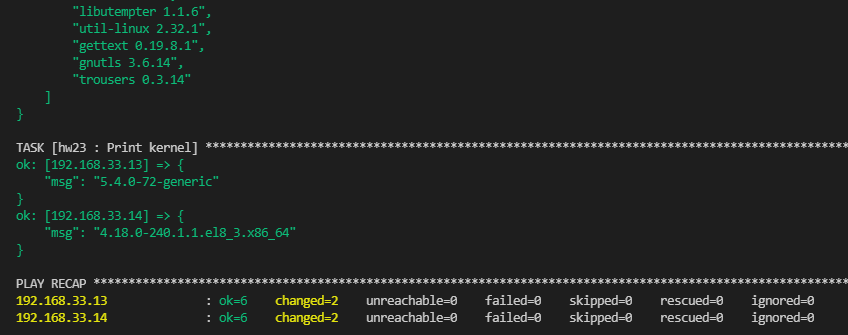 "libutempter 1.1.6",
"util-linux 2.32.1",
"gettext 0.19.8.1",
"gnutls 3.6.14",
"trousers 0.3.14"
]
}
TASK [hw23 : Print kernel] ********************************************************************************************
ok: [192.168.33.13] => {
"msg": "5.4.0-72-generic"
}
ok: [192.168.33.14] => {
"msg": "4.18.0-240.1.1.el8_3.x86_64"
}
PLAY RECAP ************************************************************************************************************
192.168.33.13 : ok=6 changed=2 unreachable=0 failed=0 skipped=0 rescued=0 ignored=0
192.168.33.14 : ok=6 changed=2 unreachable=0 failed=0 skipped=0 rescued=0 ignored=0